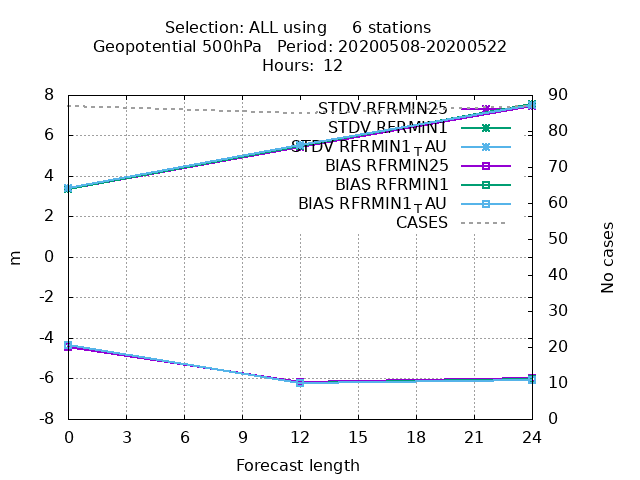 Selection: ALL using     6 stations
Geopotential 500hPa   Period: 20200508-20200522
Hours: 12
STDV RFRMIN25
STDV RFRMIN1
STDV RFRMIN1TAU
BIAS RFRMIN25
BIAS RFRMIN1
BIAS RFRMIN1TAU
CASES
8
6
4
2
0
-2
-4
-6
-8
m
90
80
70
60
50
40
30
20
10
0
No cases
0 3 6 9 12 15 18 21 24
Forecast length